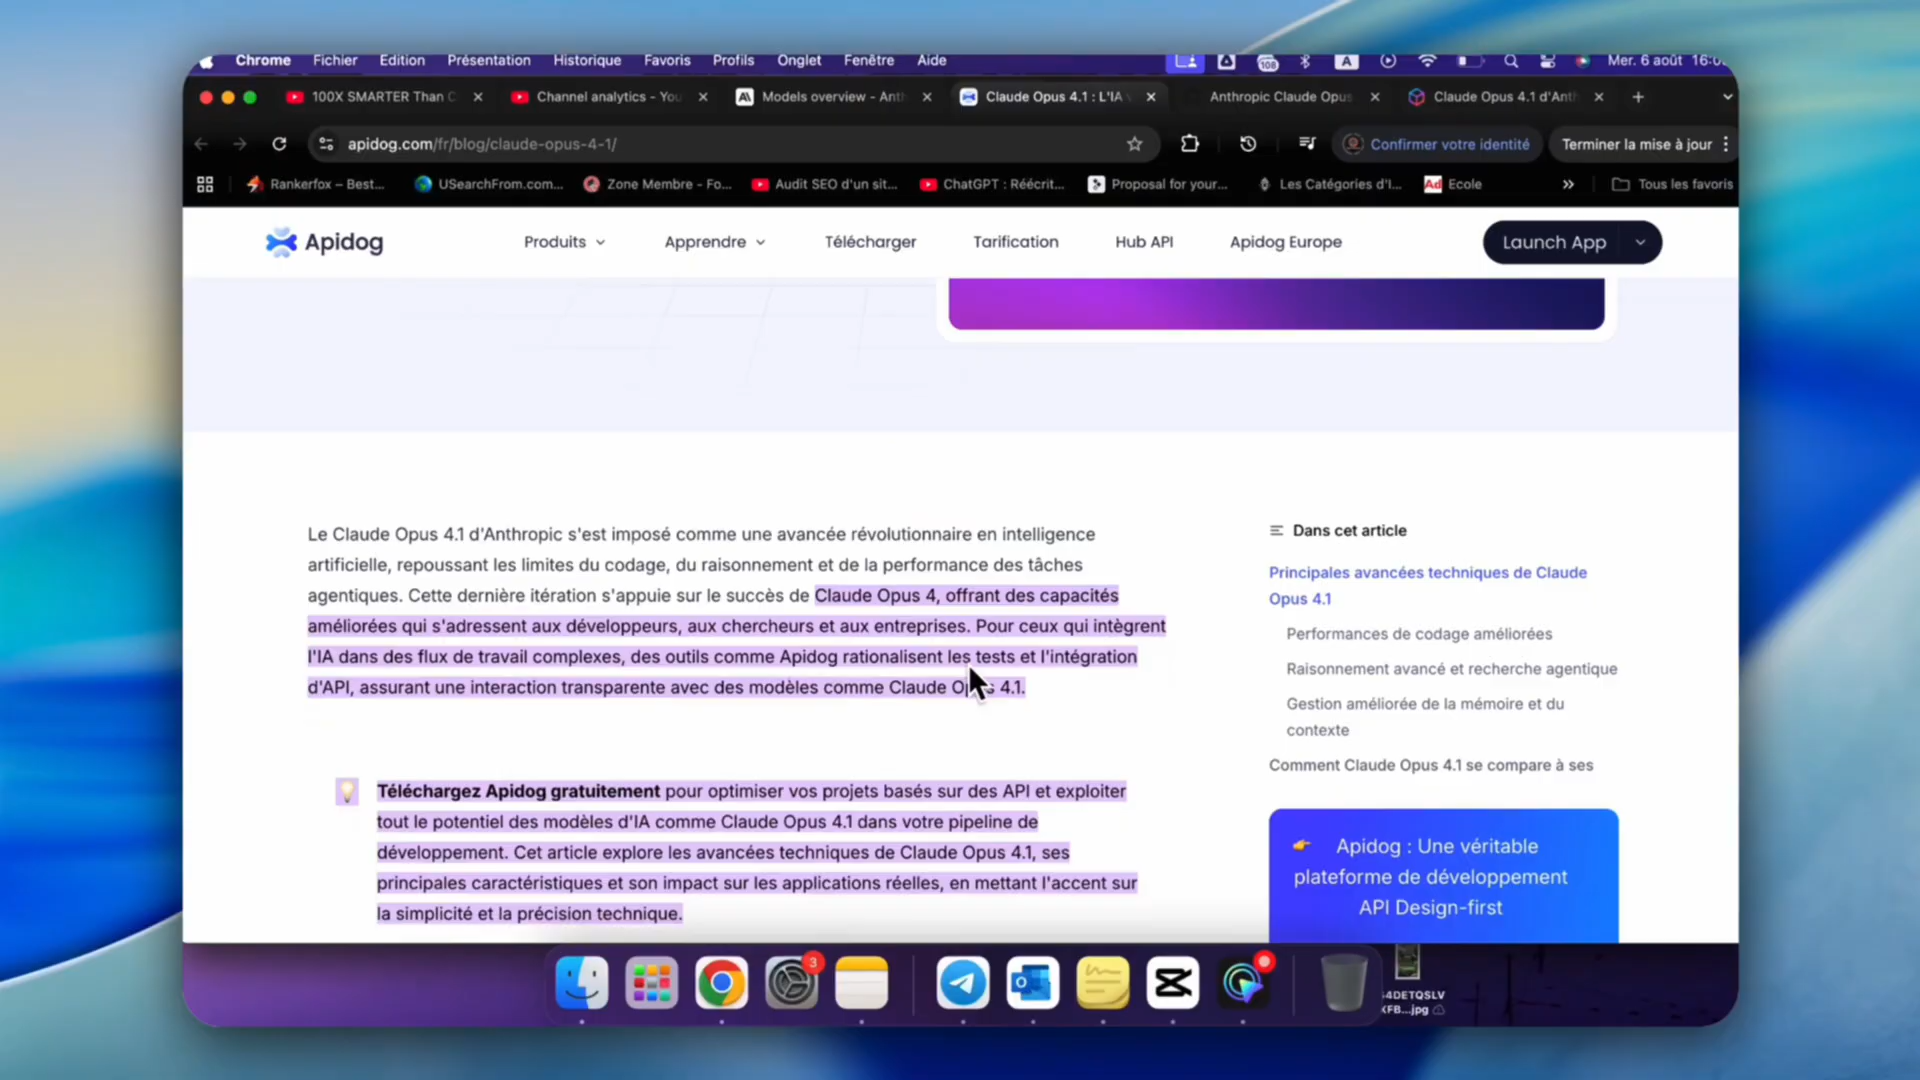 Chrome Fichier Edition Présentation Historique Favoris Profils Onglet Fenêtre Aide 108 A Mer. 6 août
100X SMARTER Than Channel analytics - You Models overview - Anth Claude Opus 4.1 : L'IA Anthropic Claude Opus Claude Opus 4.1 d'Anth
apidog.com/fr/blog/claude-opus-4-1/ Confirmer votre identité Terminer la mise à jour
Rankerfox – Best... USearchFrom.com... Zone Membre - Fo... Audit SEO d'un sit... ChatGPT : Réécrit... Proposal for your... Les Catégories d'I... Ad Ecole Tous les favoris
Apidog Produits Apprendre Télécharger Tarification Hub API Apidog Europe Launch App
Le Claude Opus 4.1 d'Anthropic s'est imposé comme une avancée révolutionnaire en intelligence
artificielle, repoussant les limites du codage, du raisonnement et de la performance des tâches
agentiques. Cette dernière itération s'appuie sur le succès de Claude Opus 4, offrant des capacités
améliorées qui s'adressent aux développeurs, aux chercheurs et aux entreprises. Pour ceux qui intègrent
l'IA dans des flux de travail complexes, des outils comme Apidog rationalisent les tests et l'intégration
d'API, assurant une interaction transparente avec des modèles comme Claude Opus 4.1.
Téléchargez Apidog gratuitement pour optimiser vos projets basés sur des API et exploiter
tout le potentiel des modèles d'IA comme Claude Opus 4.1 dans votre pipeline de
développement. Cet article explore les avancées techniques de Claude Opus 4.1, ses
principales caractéristiques et son impact sur les applications réelles, en mettant l'accent sur
la simplicité et la précision technique.
Dans cet article
Principales avancées techniques de Claude
Opus 4.1
Performances de codage améliorées
Raisonnement avancé et recherche agentique
Gestion améliorée de la mémoire et du
contexte
Comment Claude Opus 4.1 se compare à ses
Apidog : Une véritable
plateforme de développement
API Design-first
3
4DETQSLV
XFB...jpg